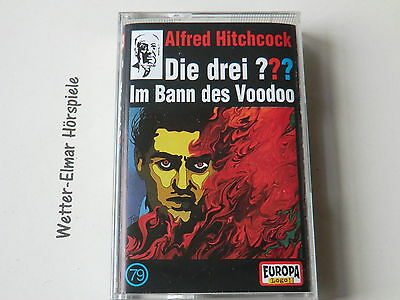 Wetter-Elmar Hörspiele
Alfred Hitchcock
Die drei ???
Im Bann des Voodoo
79
EUROPA